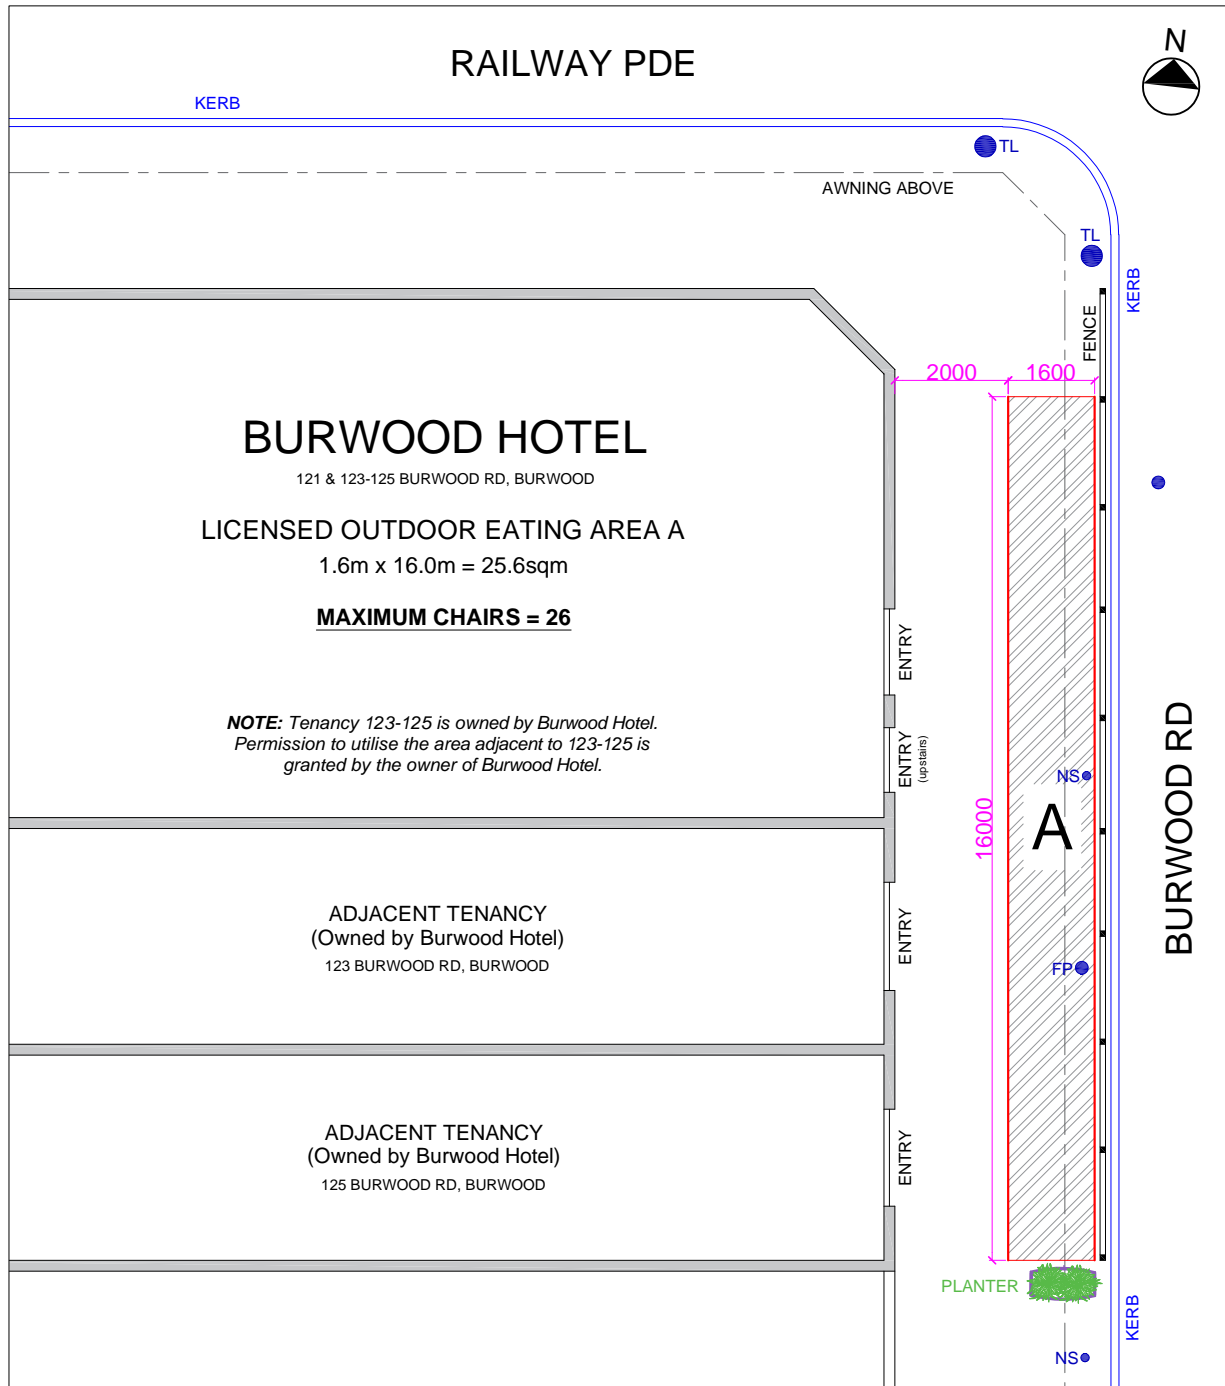 RAILWAY PDE
N
KERB
TL
AWNING ABOVE
TL
KERB
FENCE
2000
1600
BURWOOD HOTEL
121 & 123-125 BURWOOD RD, BURWOOD
LICENSED OUTDOOR EATING AREA A
1.6m x 16.0m = 25.6sqm
MAXIMUM CHAIRS = 26
ENTRY
NOTE: Tenancy 123-125 is owned by Burwood Hotel.
Permission to utilise the area adjacent to 123-125 is
granted by the owner of Burwood Hotel.
ENTRY
(upstairs)
NS
16000
A
BURWOOD RD
ADJACENT TENANCY
(Owned by Burwood Hotel)
123 BURWOOD RD, BURWOOD
ENTRY
FP
ADJACENT TENANCY
(Owned by Burwood Hotel)
125 BURWOOD RD, BURWOOD
ENTRY
PLANTER
KERB
NS